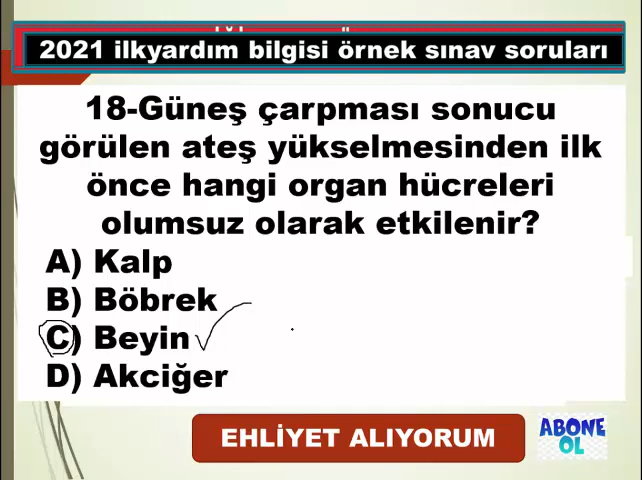 2021 ilkyardım bilgisi örnek sınav soruları
18-Güneş çarpması sonucu
görülen ateş yükselmesinden ilk
önce hangi organ hücreleri
olumsuz olarak etkilenir?
A) Kalp
B) Böbrek
C) Beyin
D) Akciğer
EHLİYET ALIYORUM
ABONE
OL